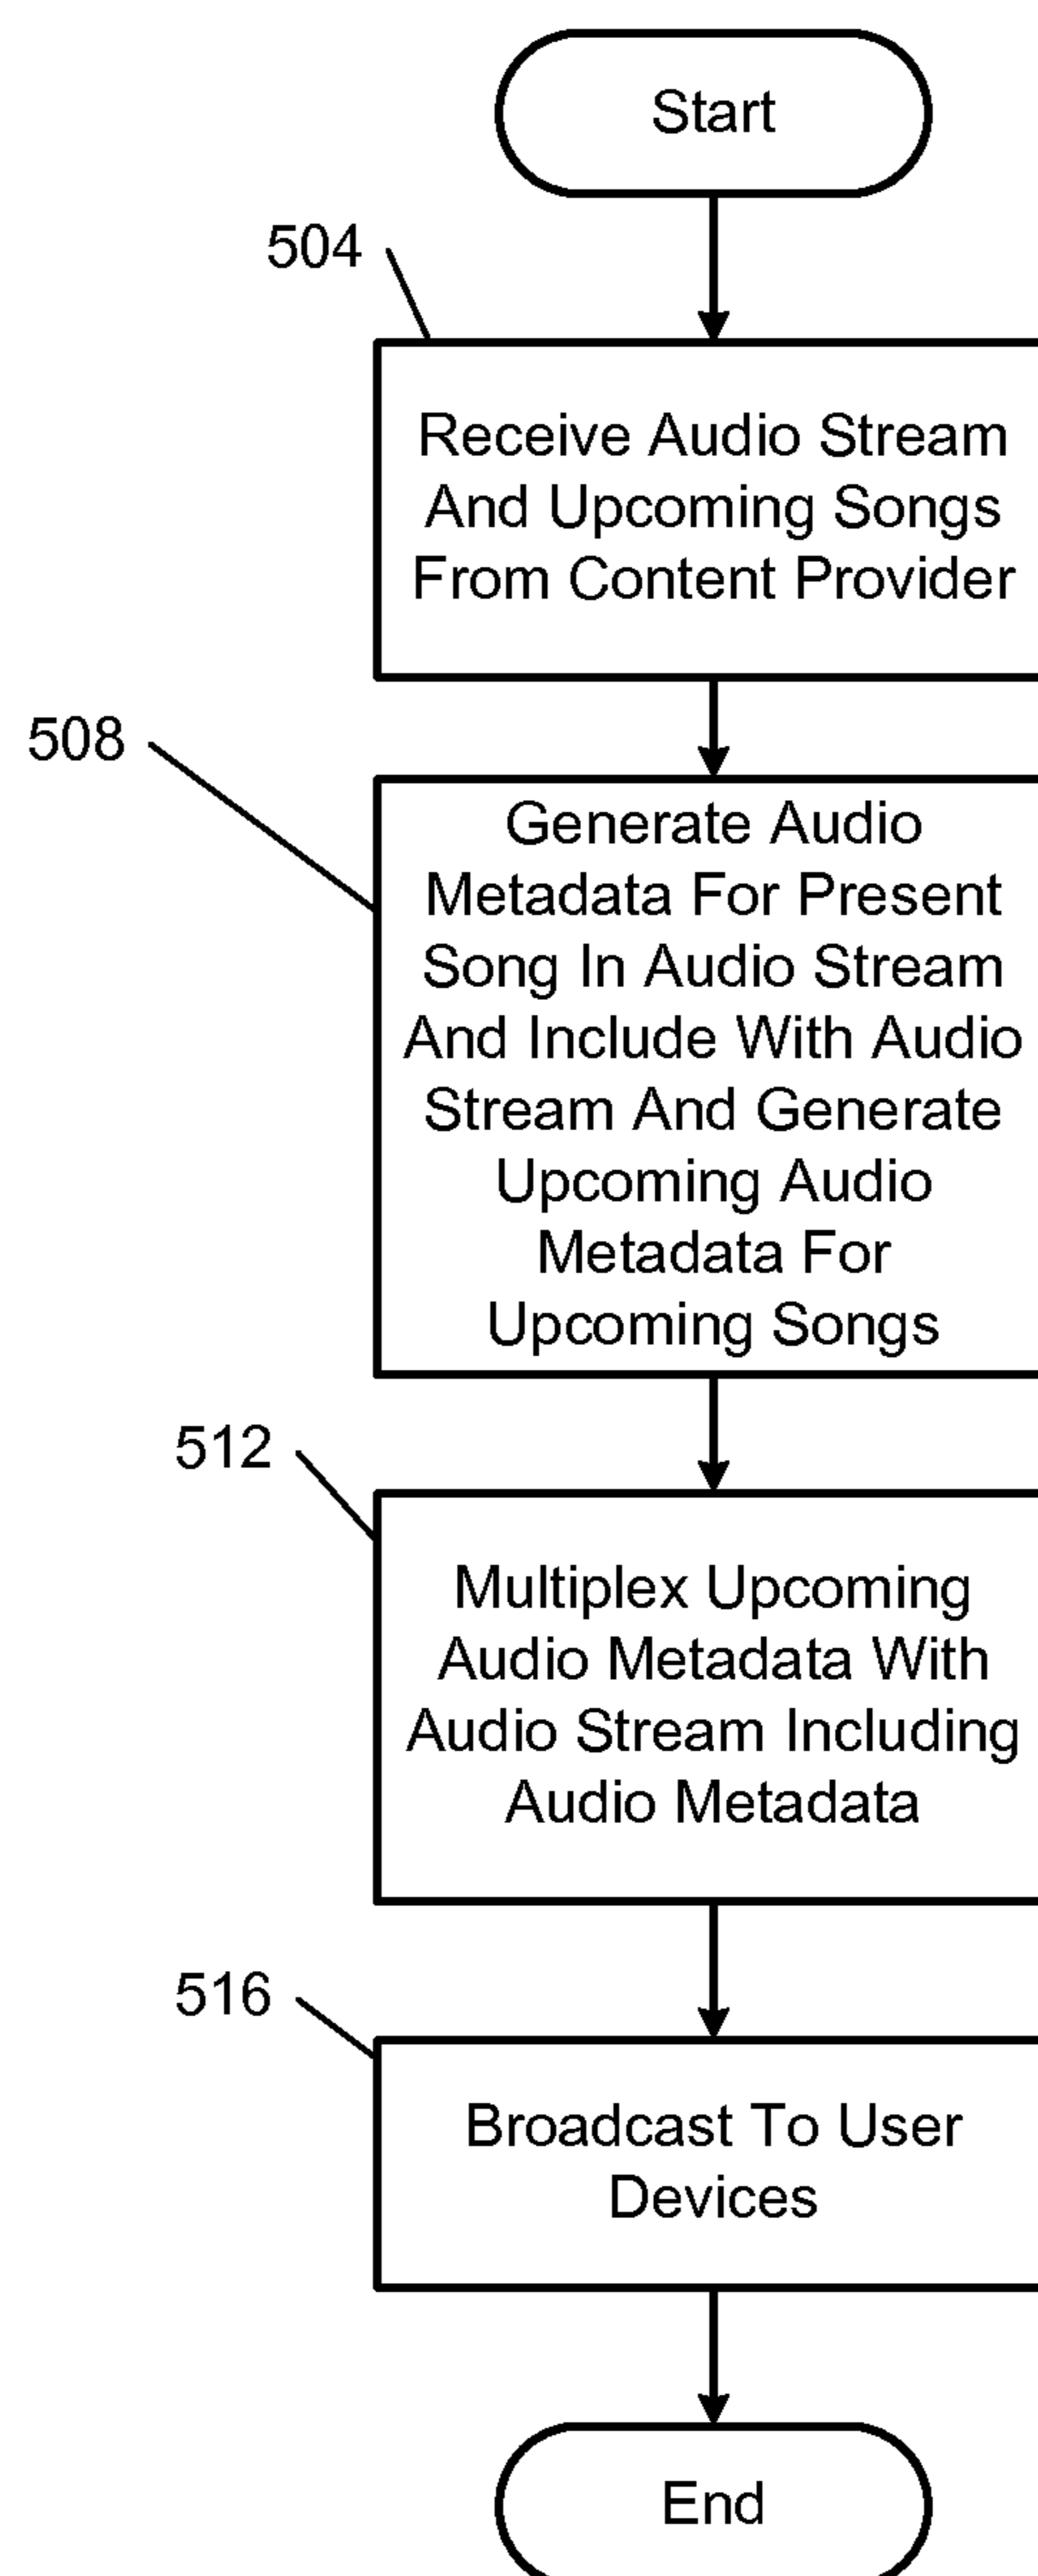 Start
504
Receive Audio Stream
And Upcoming Songs
From Content Provider
508
Generate Audio
Metadata For Present
Song In Audio Stream
And Include With Audio
Stream And Generate
Upcoming Audio
Metadata For
Upcoming Songs
512
Multiplex Upcoming
Audio Metadata With
Audio Stream Including
Audio Metadata
516
Broadcast To User
Devices
End